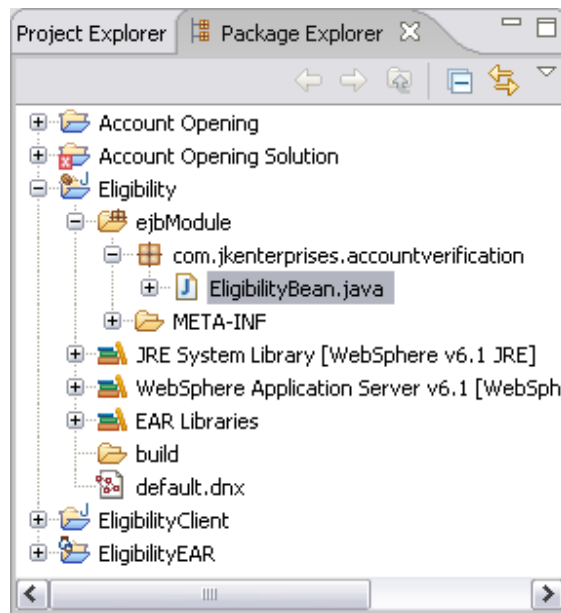 Project Explorer Package Explorer
Account Opening
Account Opening Solution
Eligibility
ejbModule
com.jkenterprises.accountverification
EligibilityBean.java
META-INF
JRE System Library [WebSphere v6.1 JRE]
WebSphere Application Server v6.1 [WebSph
EAR Libraries
build
default.dnx
EligibilityClient
EligibilityEAR